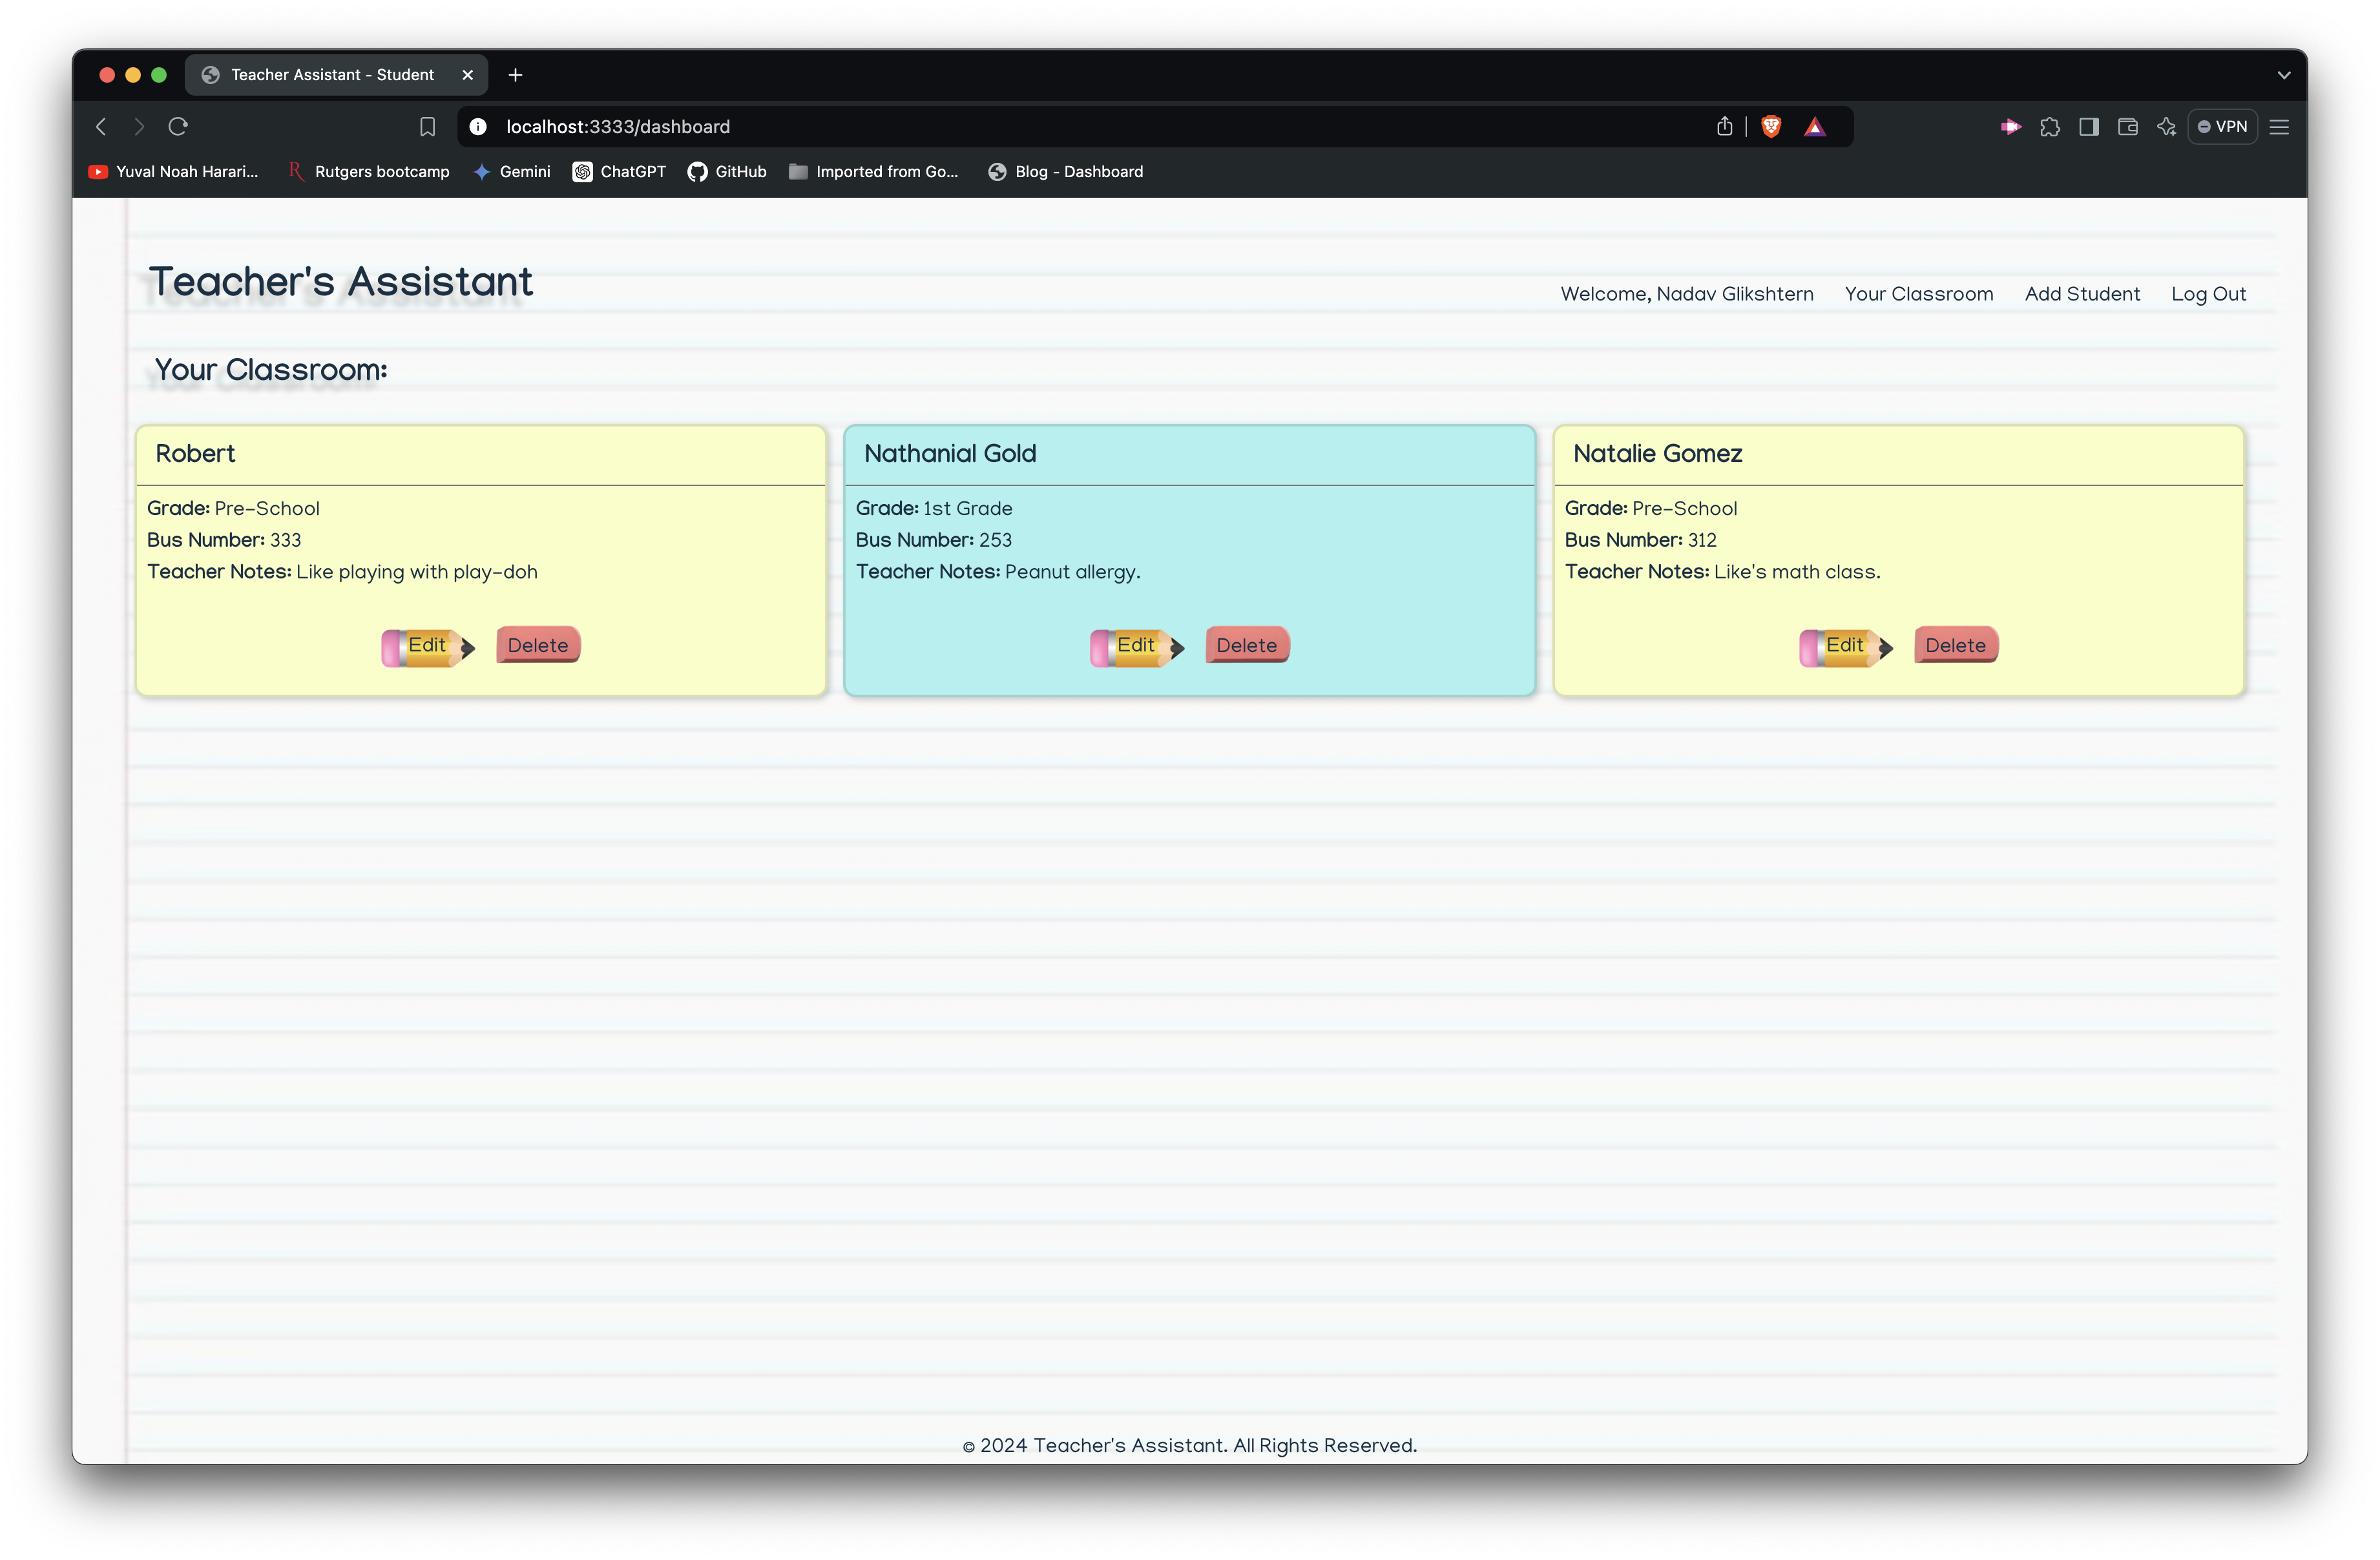 Teacher Assistant - Student
localhost:3333/dashboard
VPN
Yuval Noah Harari... Rutgers bootcamp Gemini ChatGPT GitHub Imported from Go... Blog - Dashboard
Teacher's Assistant
Welcome, Nadav Glikshtern Your Classroom Add Student Log Out
Your Classroom:
Robert
Grade: Pre-School
Bus Number: 333
Teacher Notes: Like playing with play-doh
Edit Delete
Nathanial Gold
Grade: 1st Grade
Bus Number: 253
Teacher Notes: Peanut allergy.
Edit Delete
Natalie Gomez
Grade: Pre-School
Bus Number: 312
Teacher Notes: Like's math class.
Edit Delete
© 2024 Teacher's Assistant. All Rights Reserved.